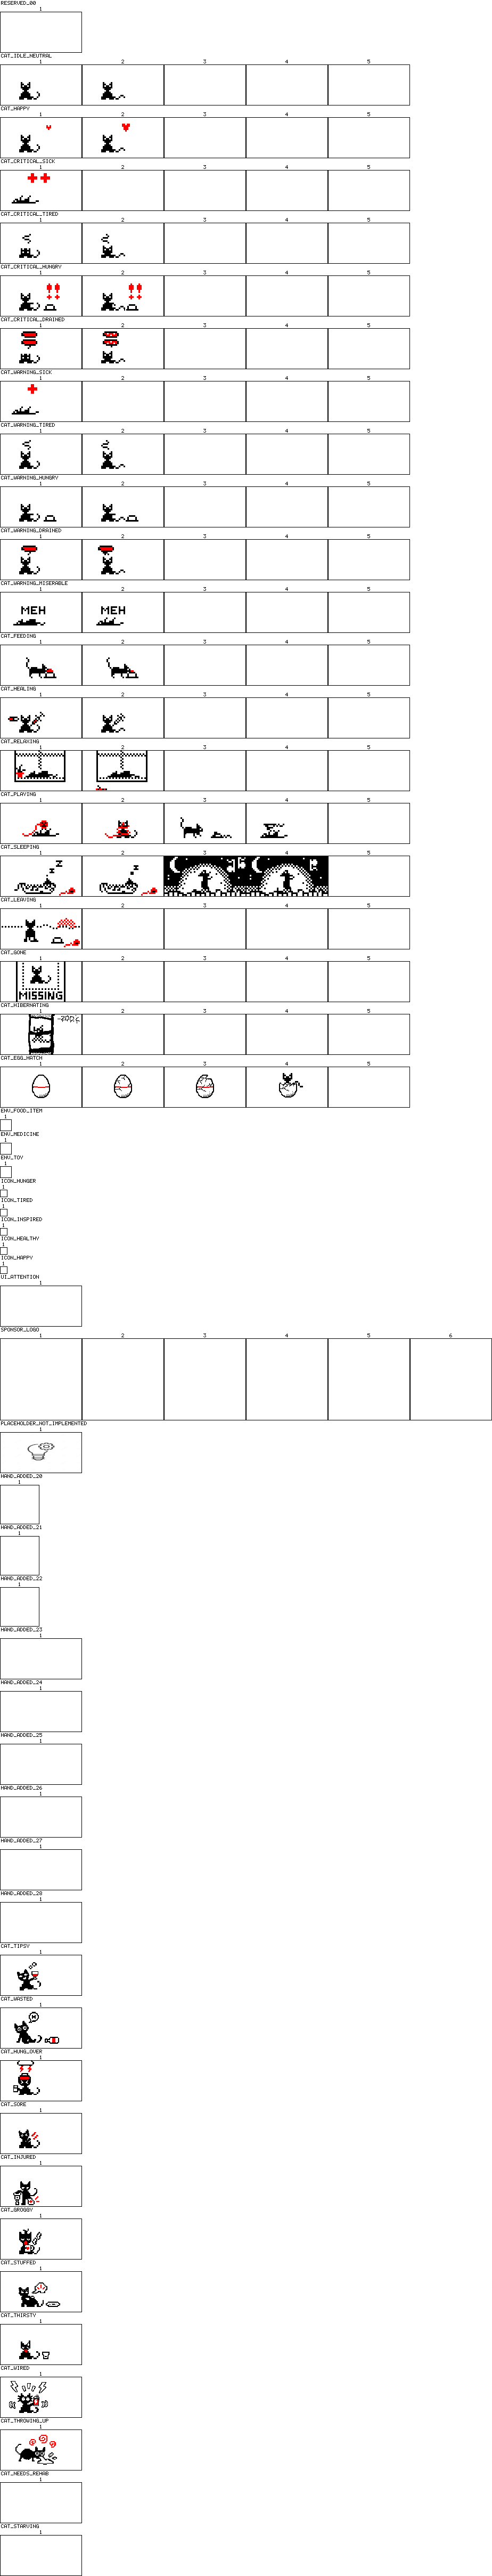 RESERVED_00
1
CAT_IDLE_NEUTRAL
1 2 3 4 5
CAT_HAPPY
1 2 3 4 5
CAT_CRITICAL_SICK
1 2 3 4 5
CAT_CRITICAL_TIRED
1 2 3 4 5
CAT_CRITICAL_HUNGRY
1 2 3 4 5
CAT_CRITICAL_DRAINED
1 2 3 4 5
CAT_WARNING_SICK
1 2 3 4 5
CAT_WARNING_TIRED
1 2 3 4 5
CAT_WARNING_HUNGRY
1 2 3 4 5
CAT_WARNING_DRAINED
1 2 3 4 5
CAT_WARNING_MISERABLE
1 2 3 4 5
MEH MEH
CAT_FEEDING
1 2 3 4 5
CAT_HEALING
1 2 3 4 5
CAT_RELAXING
1 2 3 4 5
CAT_PLAYING
1 2 3 4 5
CAT_SLEEPING
1 2 3 4 5
Z Z Z Z
CAT_LEAVING
1 2 3 4 5
CAT_GONE
1 2 3 4 5
MISSING
CAT_HIBERNATING
1 2 3 4 5
CAT_EGG_HATCH
1 2 3 4 5
ENV_FOOD_ITEM
1
ENV_MEDICINE
1
ENV_TOY
1
ICON_HUNGER
1
ICON_TIRED
1
ICON_INSPIRED
1
ICON_HEALTHY
1
ICON_HAPPY
1
UI_ATTENTION
1
SPONSOR_LOGO
1 2 3 4 5 6
PLACEHOLDER_NOT_IMPLEMENTED
1
HAND_ADDED_20
1
HAND_ADDED_21
1
HAND_ADDED_22
1
HAND_ADDED_23
1
HAND_ADDED_24
1
HAND_ADDED_25
1
HAND_ADDED_26
1
HAND_ADDED_27
1
HAND_ADDED_28
1
CAT_TIPSY
1
CAT_WASTED
1
CAT_HUNG_OVER
1
CAT_SORE
1
CAT_INJURED
1
CAT_GROGGY
1
CAT_STUFFED
1
CAT_THIRSTY
1
CAT_WIRED
1
CAT_THROWING_UP
1
CAT_NEEDS_REHAB
1
CAT_STARVING
1